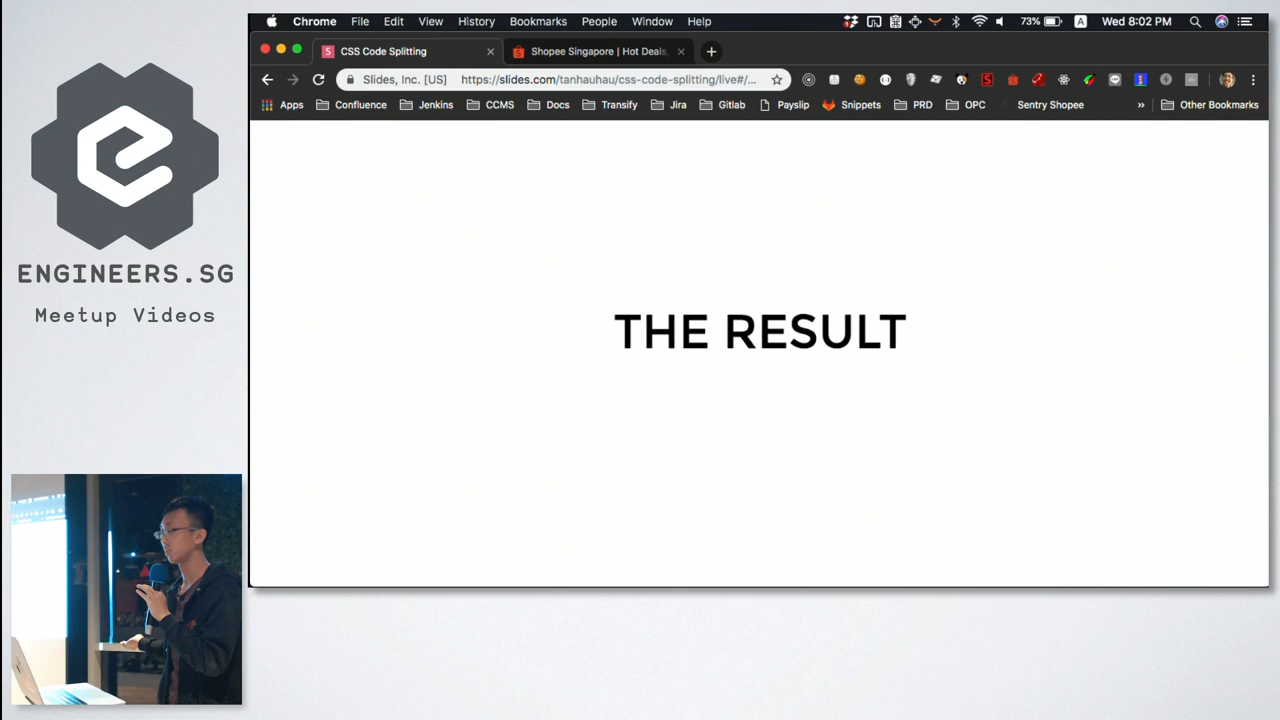 Chrome File Edit View History Bookmarks People Window Help 73% A Wed 8:02 PM
S CSS Code Splitting Shopee Singapore | Hot Deals,
Slides, Inc. [US] https://slides.com/tanhauhau/css-code-splitting/live#/...
Apps Confluence Jenkins CCMS Docs Transify Jira Gitlab Payslip Snippets PRD OPC Sentry Shopee » Other Bookmarks
THE RESULT
ENGINEERS.SG
Meetup Videos